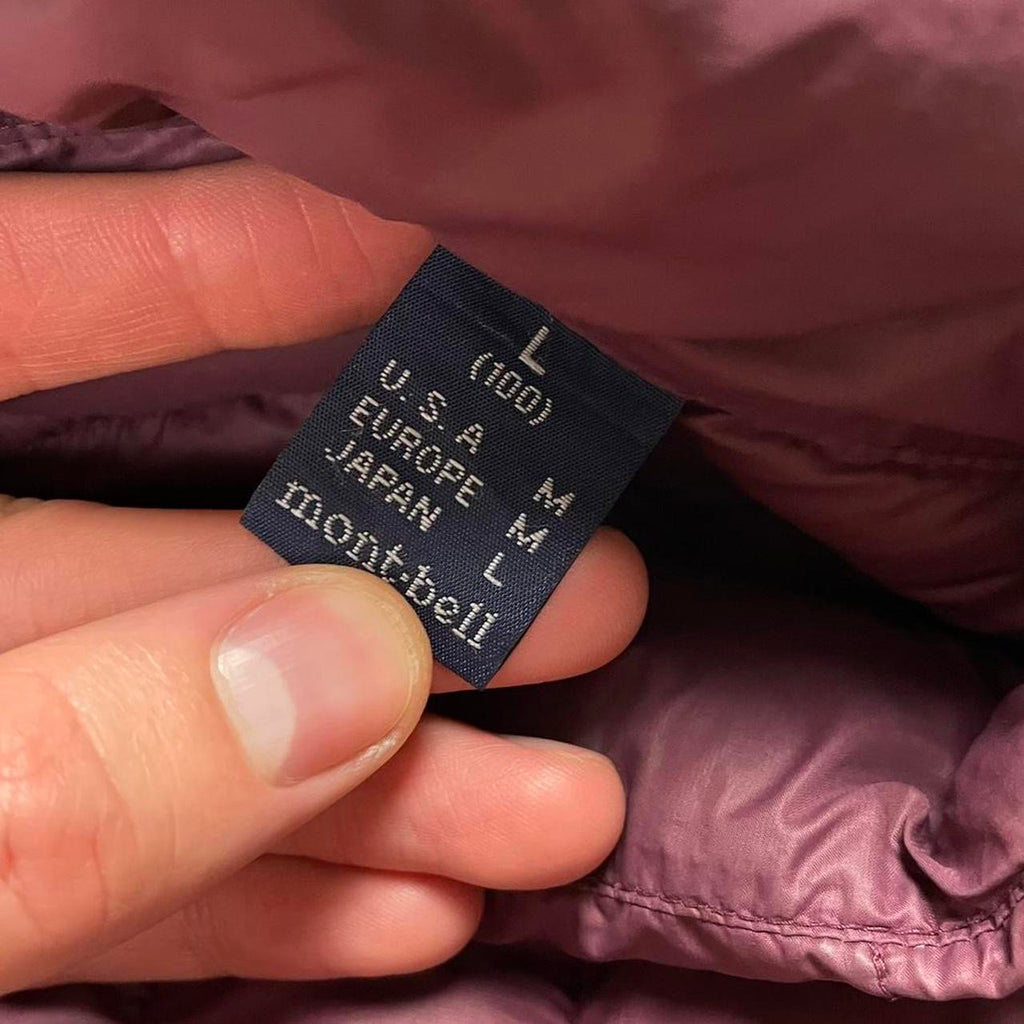 L
(100)
U. S. A M
EUROPE M
JAPAN L
mont-bell